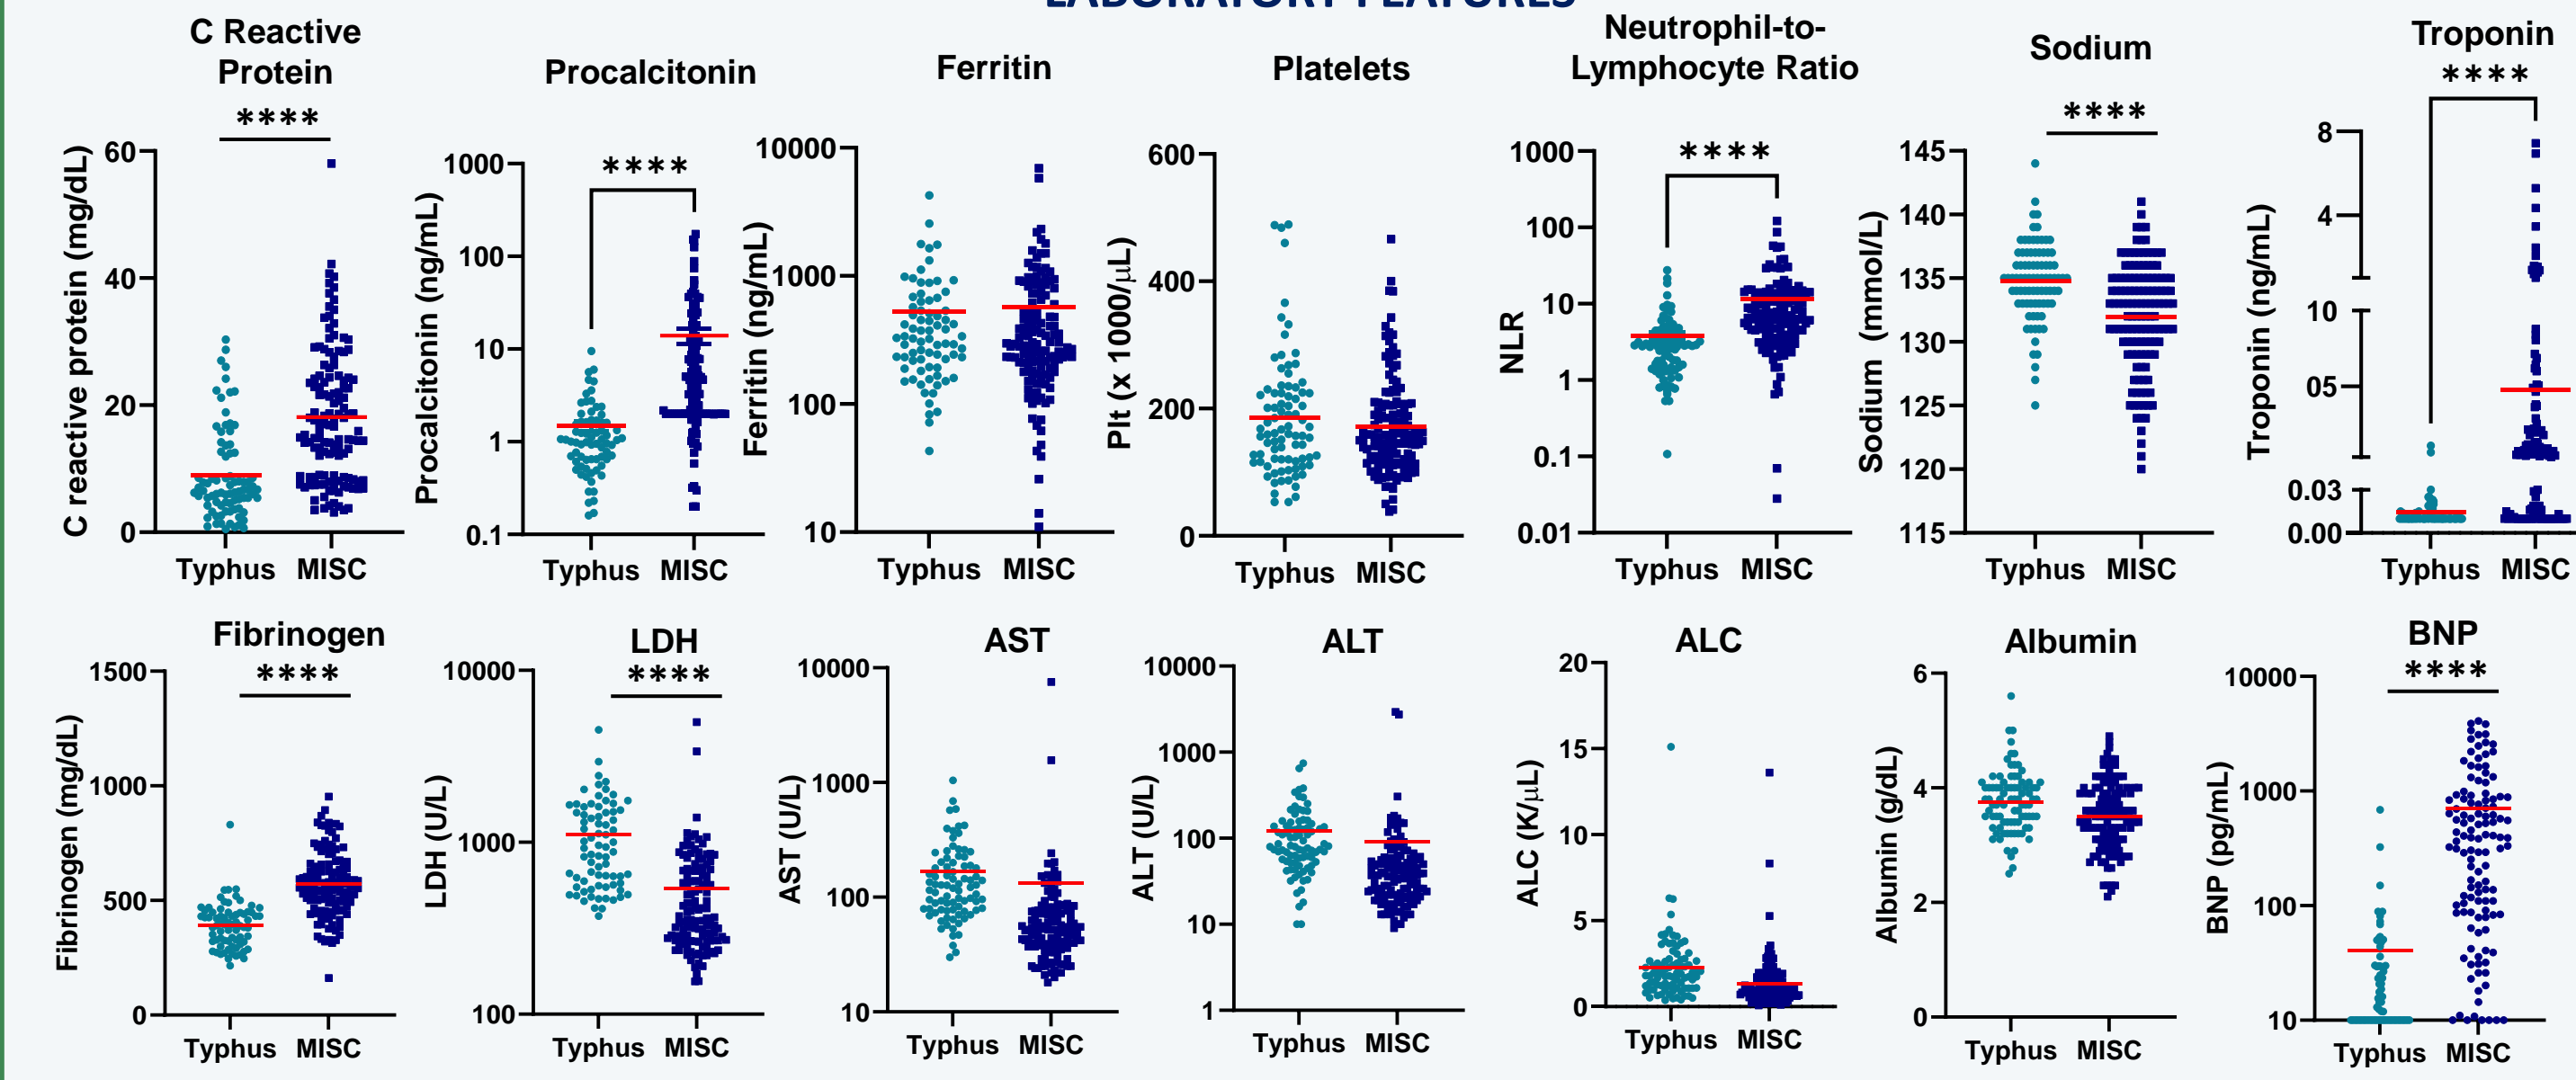 LABORATORY FEATURES
C Reactive
Protein
****
C reactive protein (mg/dL)
60
40
20
0
Typhus MISC
Procalcitonin
****
Procalcitonin (ng/mL)
1000
100
10
1
0.1
Typhus MISC
Ferritin
Ferritin (ng/mL)
10000
1000
100
10
Typhus MISC
Platelets
Plt (x 1000/μL)
600
400
200
0
Typhus MISC
Neutrophil-to-
Lymphocyte Ratio
****
NLR
1000
100
10
1
0.1
0.01
Typhus MISC
Sodium
****
Sodium (mmol/L)
145
140
135
130
125
120
115
Typhus MISC
Troponin
****
Troponin (ng/mL)
8
4
10
05
0.03
0.00
Typhus MISC
Fibrinogen
****
Fibrinogen (mg/dL)
1500
1000
500
0
Typhus MISC
LDH
****
LDH (U/L)
10000
1000
100
Typhus MISC
AST
AST (U/L)
10000
1000
100
10
Typhus MISC
ALT
ALT (U/L)
10000
1000
100
10
1
Typhus MISC
ALC
ALC (K/μL)
20
15
10
5
0
Typhus MISC
Albumin
Albumin (g/dL)
6
4
2
0
Typhus MISC
BNP
****
BNP (pg/mL)
10000
1000
100
10
Typhus MISC